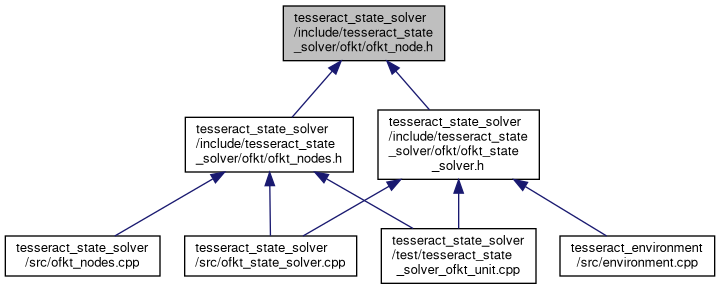 tesseract_state_solver
/include/tesseract_state
_solver/ofkt/ofkt_node.h
tesseract_state_solver
/include/tesseract_state
_solver/ofkt/ofkt_nodes.h
tesseract_state_solver
/include/tesseract_state
_solver/ofkt/ofkt_state
_solver.h
tesseract_state_solver
/src/ofkt_nodes.cpp
tesseract_state_solver
/src/ofkt_state_solver.cpp
tesseract_state_solver
/test/tesseract_state
_solver_ofkt_unit.cpp
tesseract_environment
/src/environment.cpp